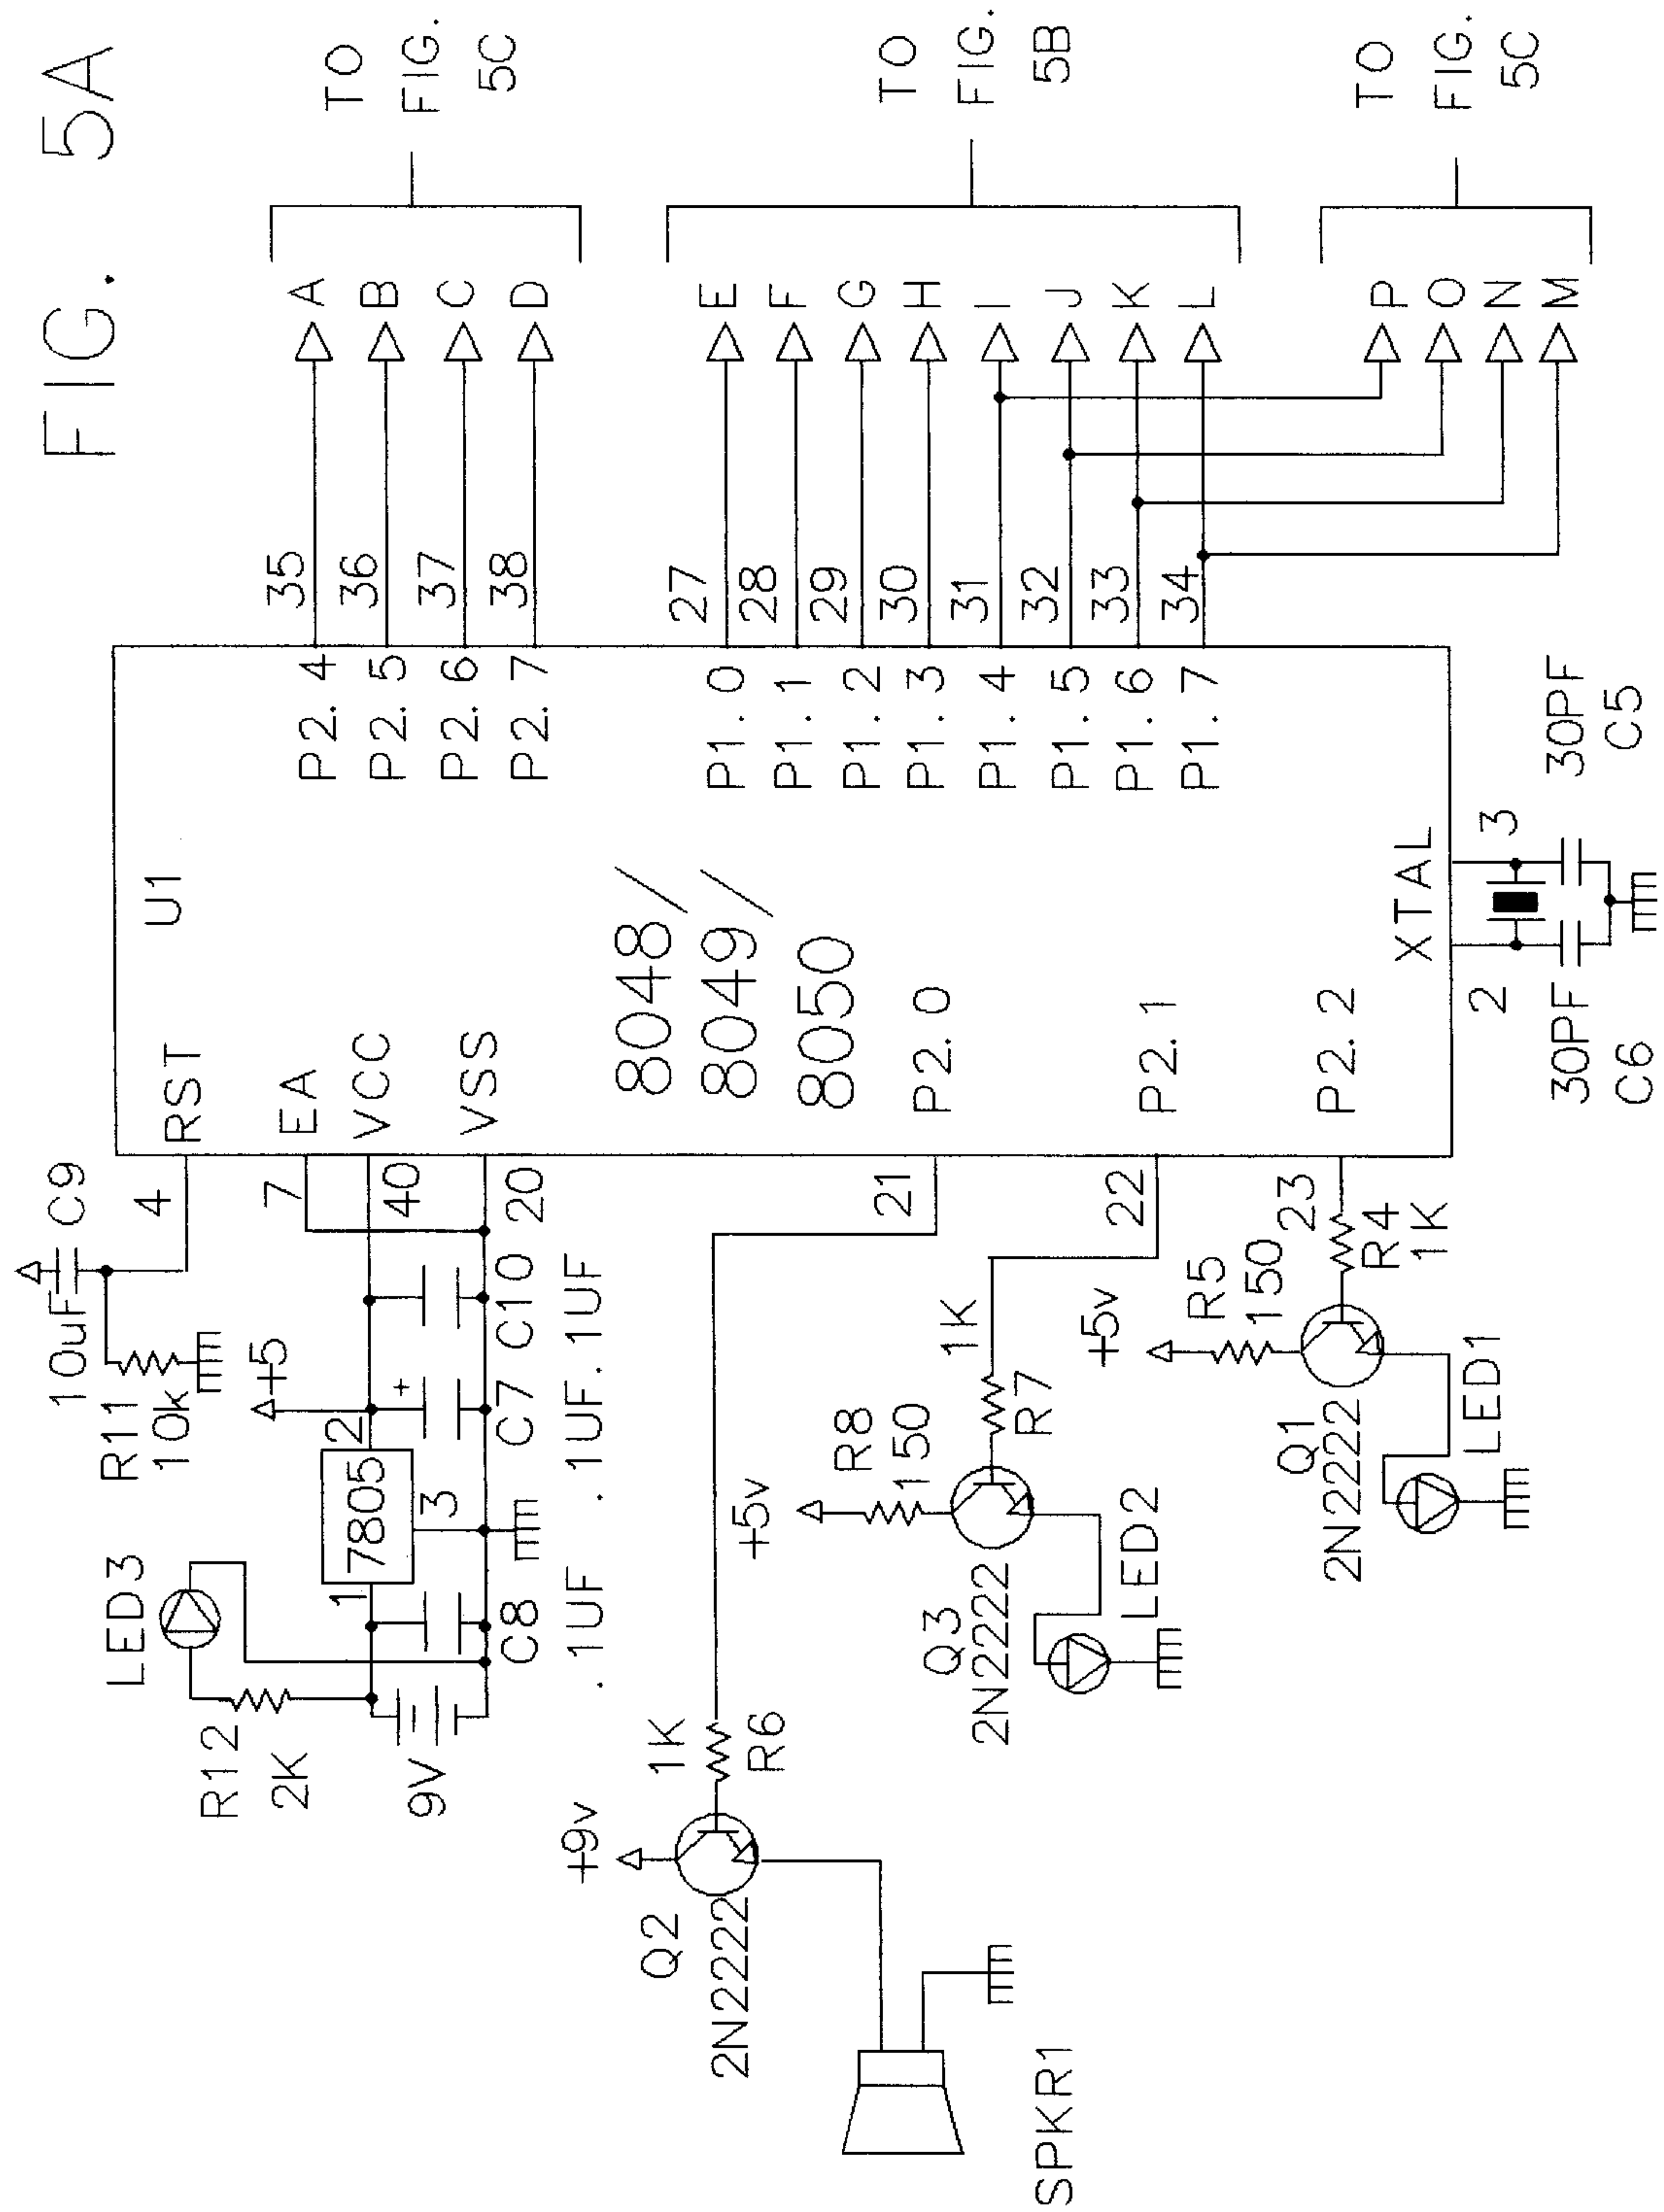 FIG. 5A
TO
FIG.
5C
TO
FIG.
5B
TO
FIG.
5C
A
B
C
D
E
F
G
H
I
J
K
L
P
O
N
M
35
36
37
38
27
28
29
30
31
32
33
34
P2.4
P2.5
P2.6
P2.7
P1.0
P1.1
P1.2
P1.3
P1.4
P1.5
P1.6
P1.7
U1
8048/
8049/
8050
RST
EA
VCC
VSS
P2.0
P2.1
P2.2
XTAL
3
2
30PF
C5
30PF
C6
4
7
40
20
21
22
23
C9
10uF
R11
10k
+5
C10
.1UF
C7
.1UF
2
7805
3
1
C8
.1UF
LED3
R12
2K
9V
+5v
R5
150
R4
1K
Q1
2N2222
LED1
1K
R7
+5v
R8
150
Q3
2N2222
LED2
1K
R6
+9v
Q2
2N2222
SPKR1